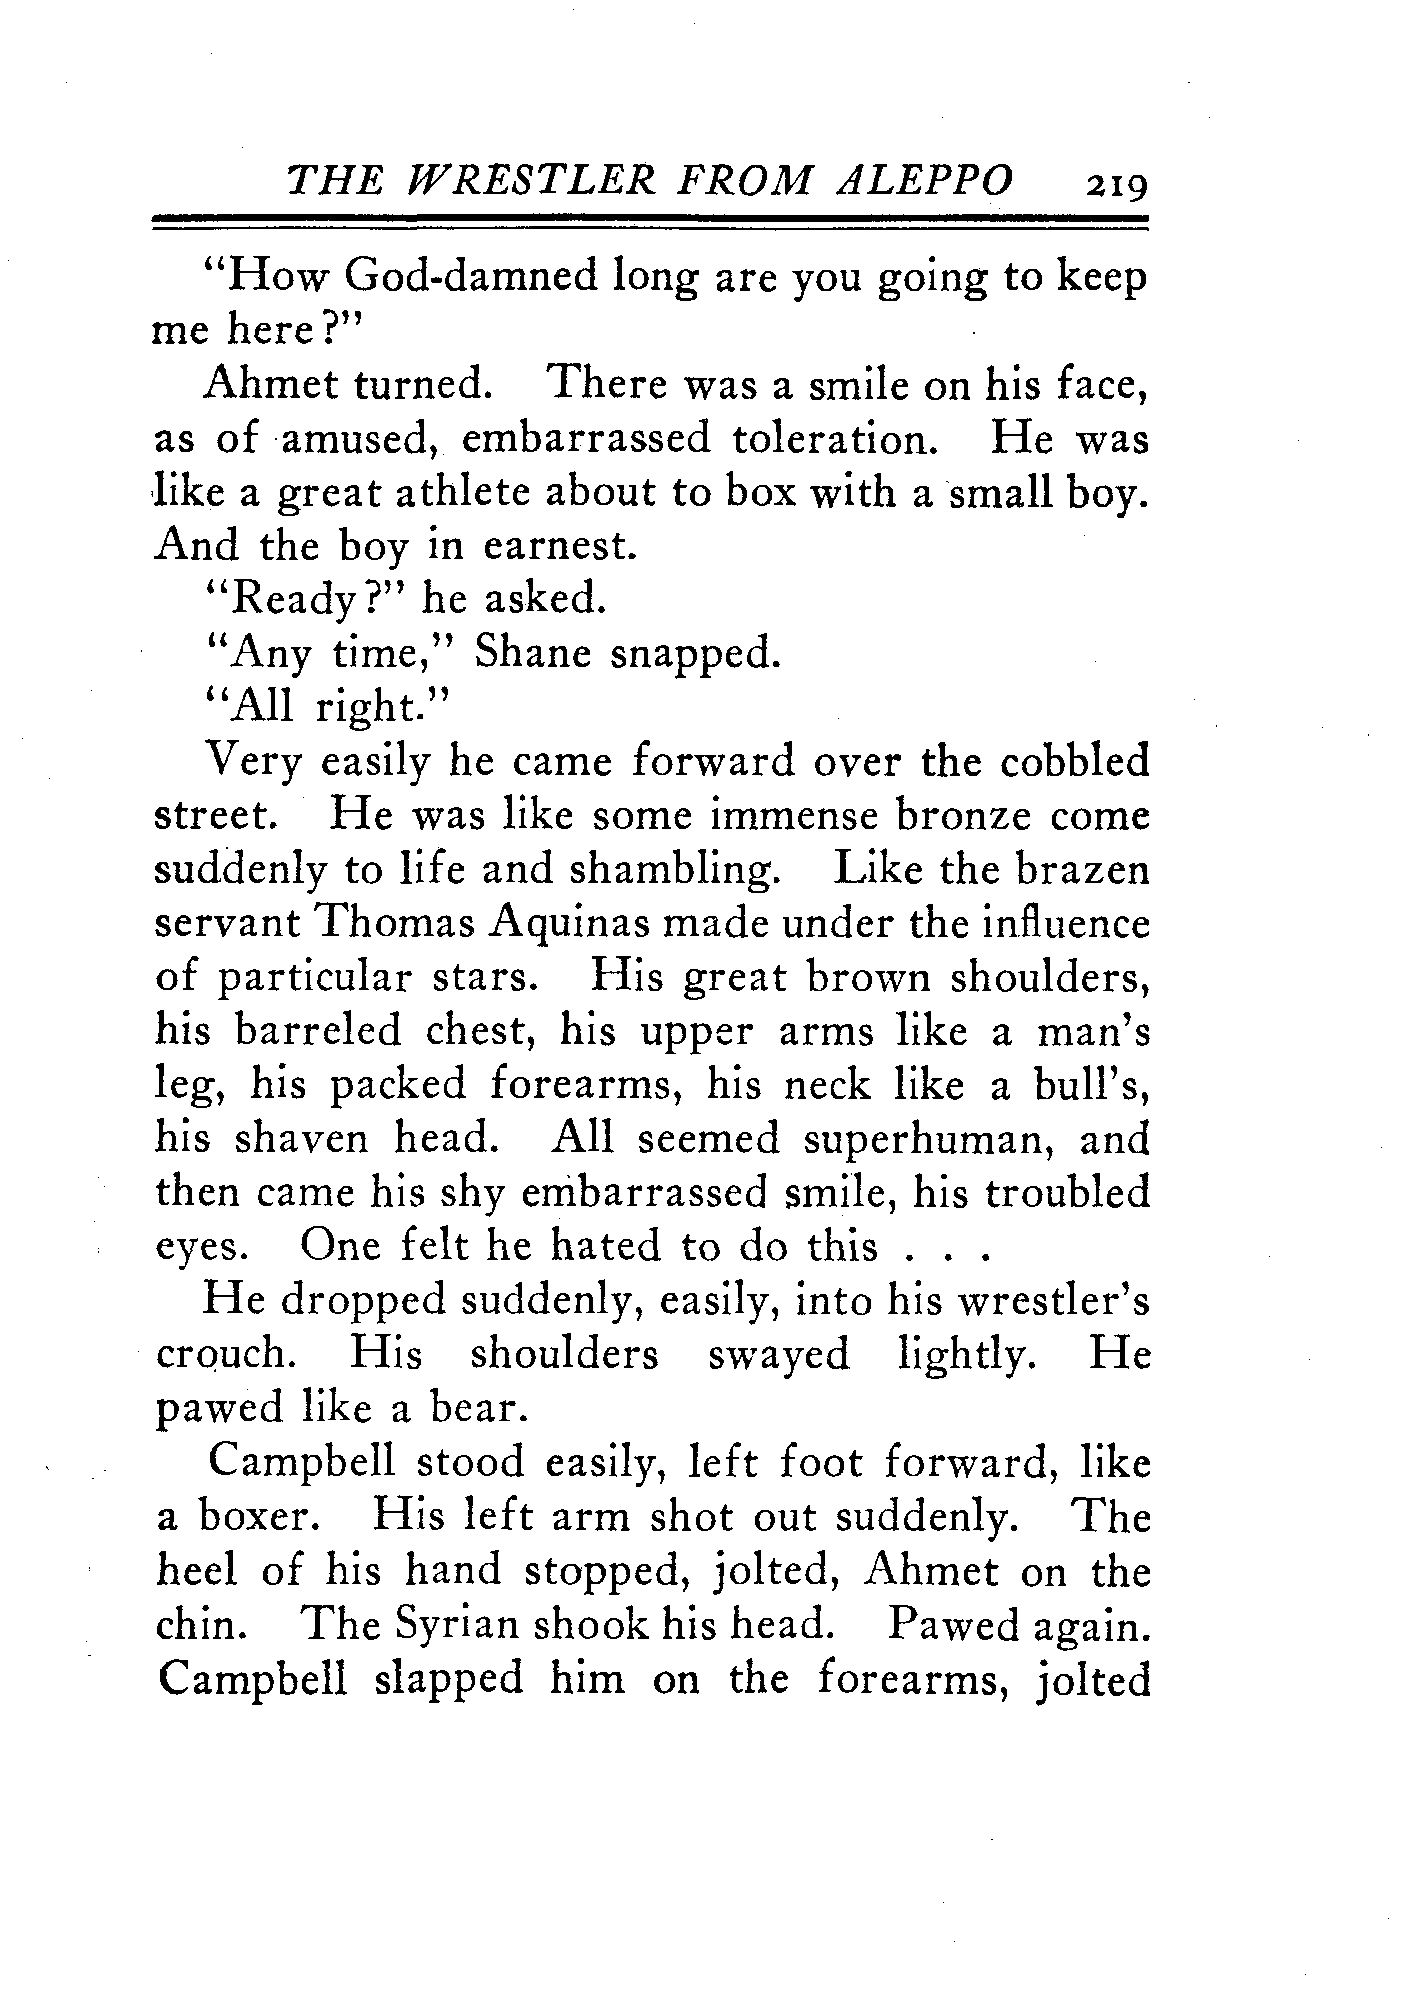 THE WRESTLER FROM ALEPPO 219
"How God-damned long are you going to keep
me here?"
Ahmet turned. There was a smile on his face,
as of amused, embarrassed toleration. He was
like a great athlete about to box with a small boy.
And the boy in earnest.
"Ready?" he asked.
"Any time," Shane snapped.
"All right."
Very easily he came forward over the cobbled
street. He was like some immense bronze come
suddenly to life and shambling. Like the brazen
servant Thomas Aquinas made under the influence
of particular stars. His great brown shoulders,
his barreled chest, his upper arms like a man's
leg, his packed forearms, his neck like a bull's,
his shaven head. All seemed superhuman, and
then came his shy embarrassed smile, his troubled
eyes. One felt he hated to do this . . .
He dropped suddenly, easily, into his wrestler's
crouch. His shoulders swayed lightly. He
pawed like a bear.
Campbell stood easily, left foot forward, like
a boxer. His left arm shot out suddenly. The
heel of his hand stopped, jolted, Ahmet on the
chin. The Syrian shook his head. Pawed again.
Campbell slapped him on the forearms, jolted